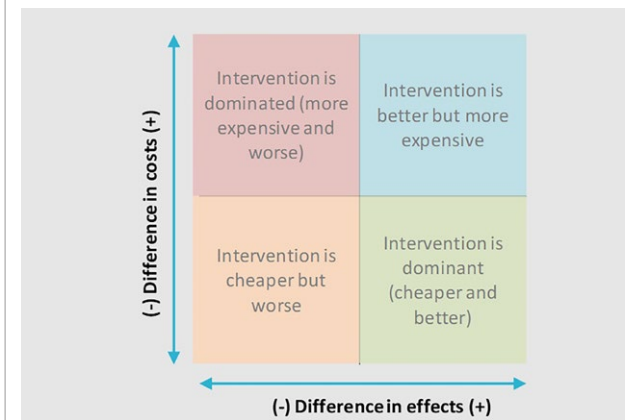 Intervention is
dominated (more
expensive and
worse)
Intervention is
better but more
expensive
(-) Difference in costs (+)
Intervention is
cheaper but
worse
Intervention is
dominant
(cheaper and
better)
(-) Difference in effects (+)